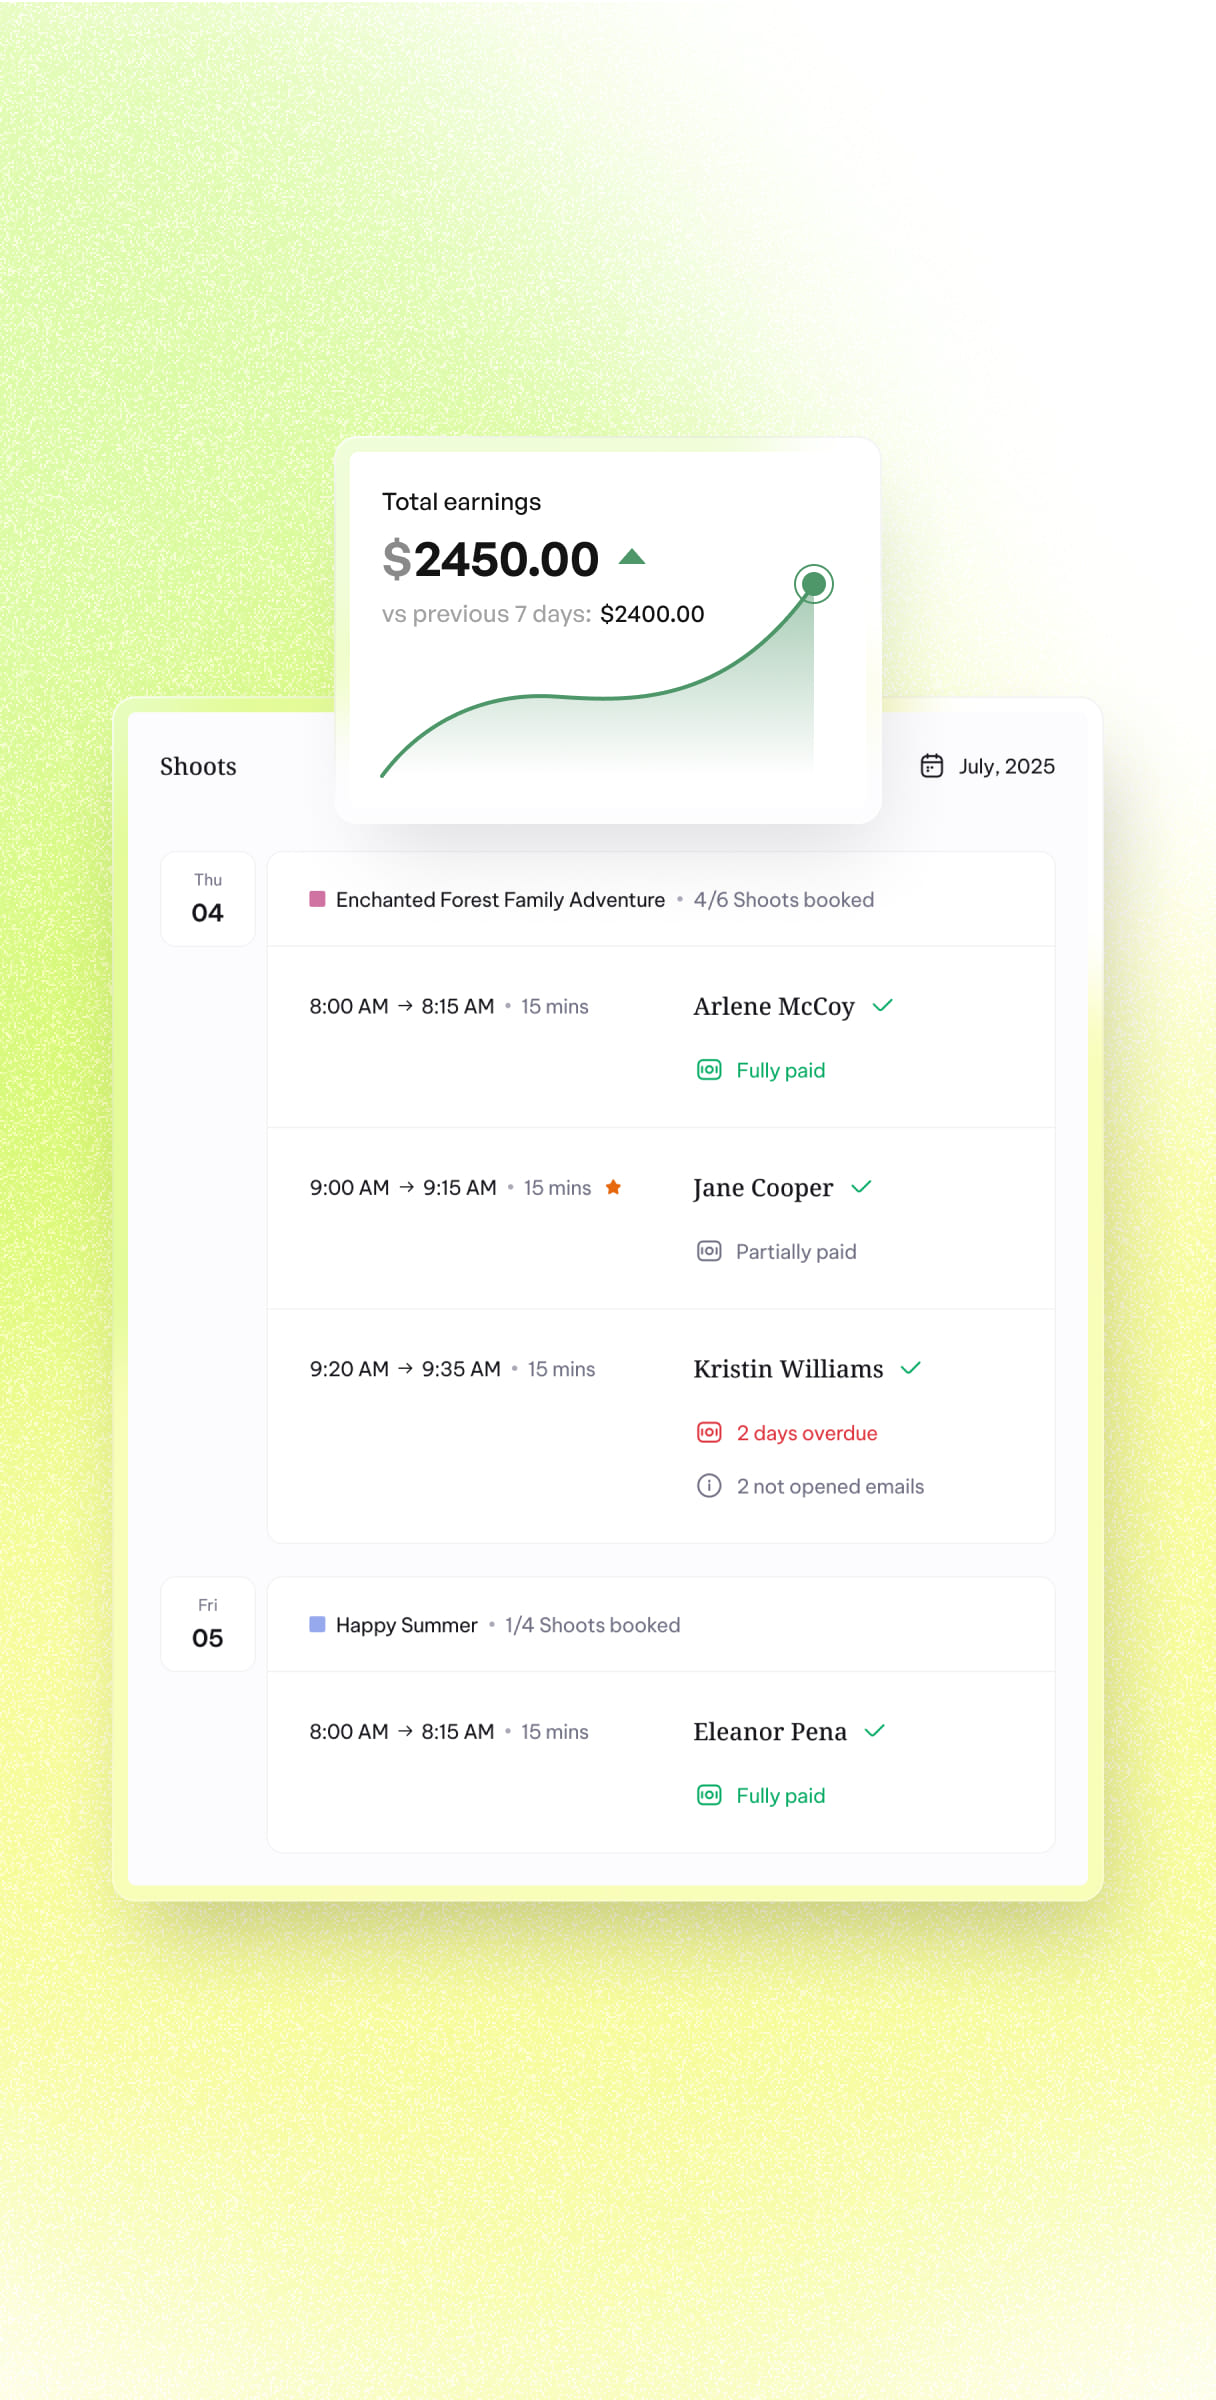 Total earnings
$2450.00
vs previous 7 days: $2400.00
Shoots
July, 2025
Thu
04
Enchanted Forest Family Adventure • 4/6 Shoots booked
8:00 AM → 8:15 AM • 15 mins
Arlene McCoy
Fully paid
9:00 AM → 9:15 AM • 15 mins
Jane Cooper
Partially paid
9:20 AM → 9:35 AM • 15 mins
Kristin Williams
2 days overdue
2 not opened emails
Fri
05
Happy Summer • 1/4 Shoots booked
8:00 AM → 8:15 AM • 15 mins
Eleanor Pena
Fully paid